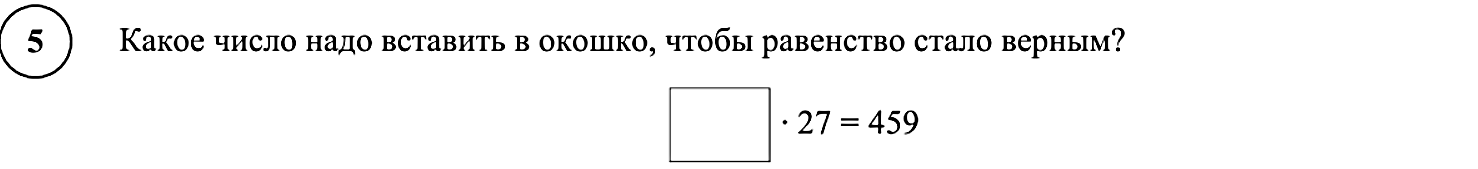 5 Какое число надо вставить в окошко, чтобы равенство стало верным?
· 27 = 459